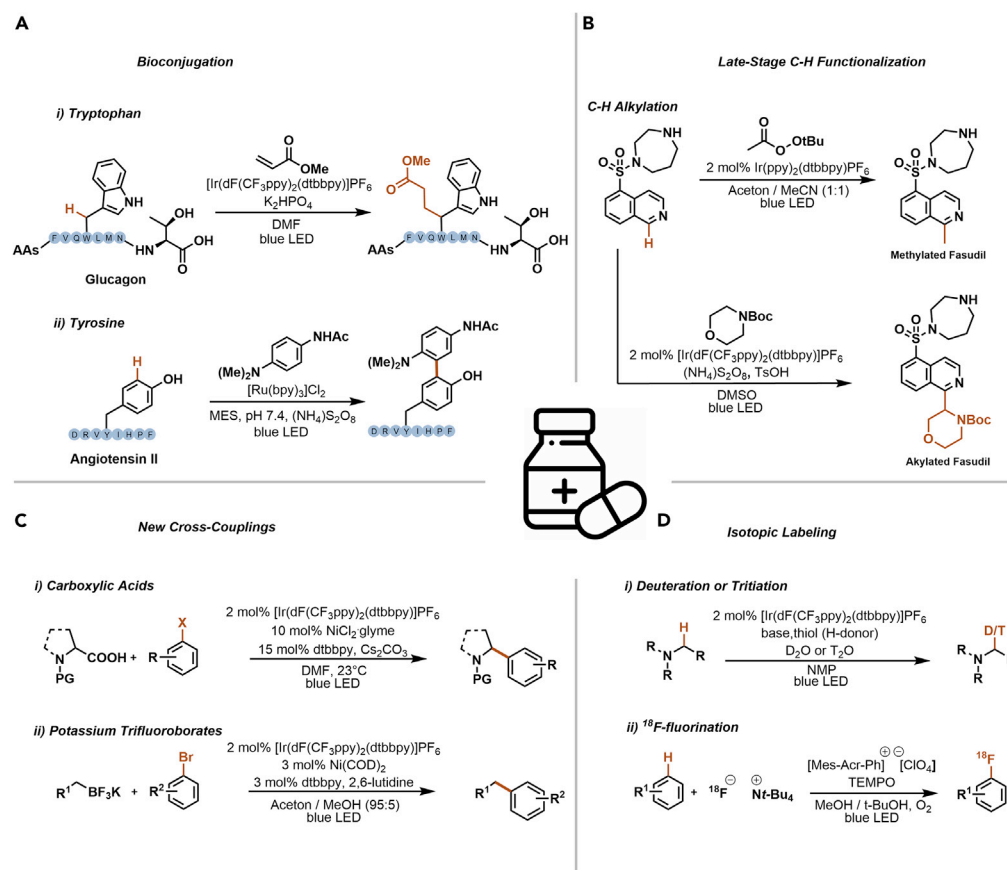 A
Bioconjugation
i) Tryptophan
O
OMe
[Ir(dF(CF3ppy)2(dtbbpy)]PF6
K2HPO4
DMF
blue LED
H
NH
OH
AAs
F V Q W L M N
HN
OH
O
Glucagon
OMe
O
NH
OH
AAs
F V Q W L M N
HN
OH
O
ii) Tyrosine
H
OH
D R V Y I H P F
Angiotensin II
NHAc
N(Me)2
[Ru(bpy)3]Cl2
MES, pH 7.4, (NH4)S2O8
blue LED
NHAc
(Me)2N
OH
D R V Y I H P F
B
Late-Stage C-H Functionalization
C-H Alkylation
NH
O
S
N
O
N
H
O
OtBu
O
2 mol% Ir(ppy)2(dtbbpy)PF6
Aceton / MeCN (1:1)
blue LED
NH
O
S
N
O
N
Methylated Fasudil
NBoc
O
2 mol% [Ir(dF(CF3ppy)2(dtbbpy)]PF6
(NH4)S2O8, TsOH
DMSO
blue LED
NH
O
S
N
O
N
NBoc
O
Akylated Fasudil
C
New Cross-Couplings
i) Carboxylic Acids
N
COOH
PG
+
X
R
2 mol% [Ir(dF(CF3ppy)2(dtbbpy)]PF6
10 mol% NiCl2·glyme
15 mol% dtbbpy, Cs2CO3
DMF, 23°C
blue LED
N
PG
R
ii) Potassium Trifluoroborates
R1
BF3K
+
Br
R2
2 mol% [Ir(dF(CF3ppy)2(dtbbpy)]PF6
3 mol% Ni(COD)2
3 mol% dtbbpy, 2,6-lutidine
Aceton / MeOH (95:5)
blue LED
R1
R2
D
Isotopic Labeling
i) Deuteration or Tritiation
H
R
N
R
R
2 mol% [Ir(dF(CF3ppy)2(dtbbpy)]PF6
base,thiol (H-donor)
D2O or T2O
NMP
blue LED
D/T
R
N
R
ii) 18F-fluorination
H
R1
+
18F
Nt-Bu4
[Mes-Acr-Ph] [ClO4]
TEMPO
MeOH / t-BuOH, O2
blue LED
18F
R1